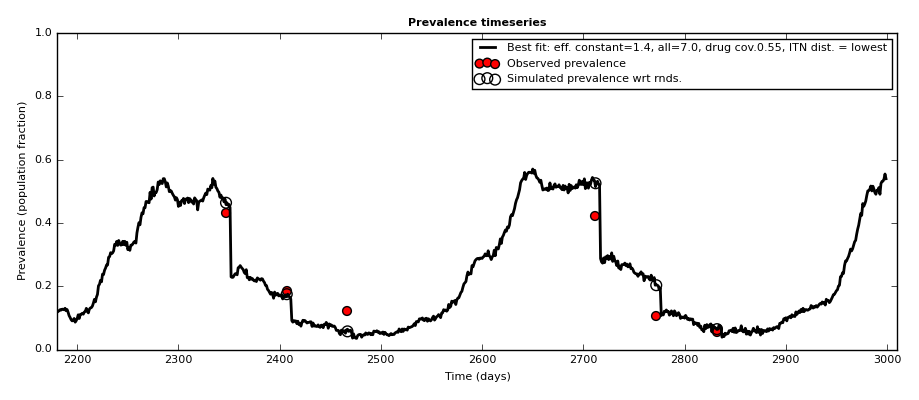 Prevalence timeseries
1.0
0.8
0.6
0.4
0.2
0.0
Prevalence (population fraction)
Best fit: eff. constant=1.4, all=7.0, drug cov.0.55, ITN dist. = lowest
Observed prevalence
Simulated prevalence wrt rnds.
2200 2300 2400 2500 2600 2700 2800 2900 3000
Time (days)